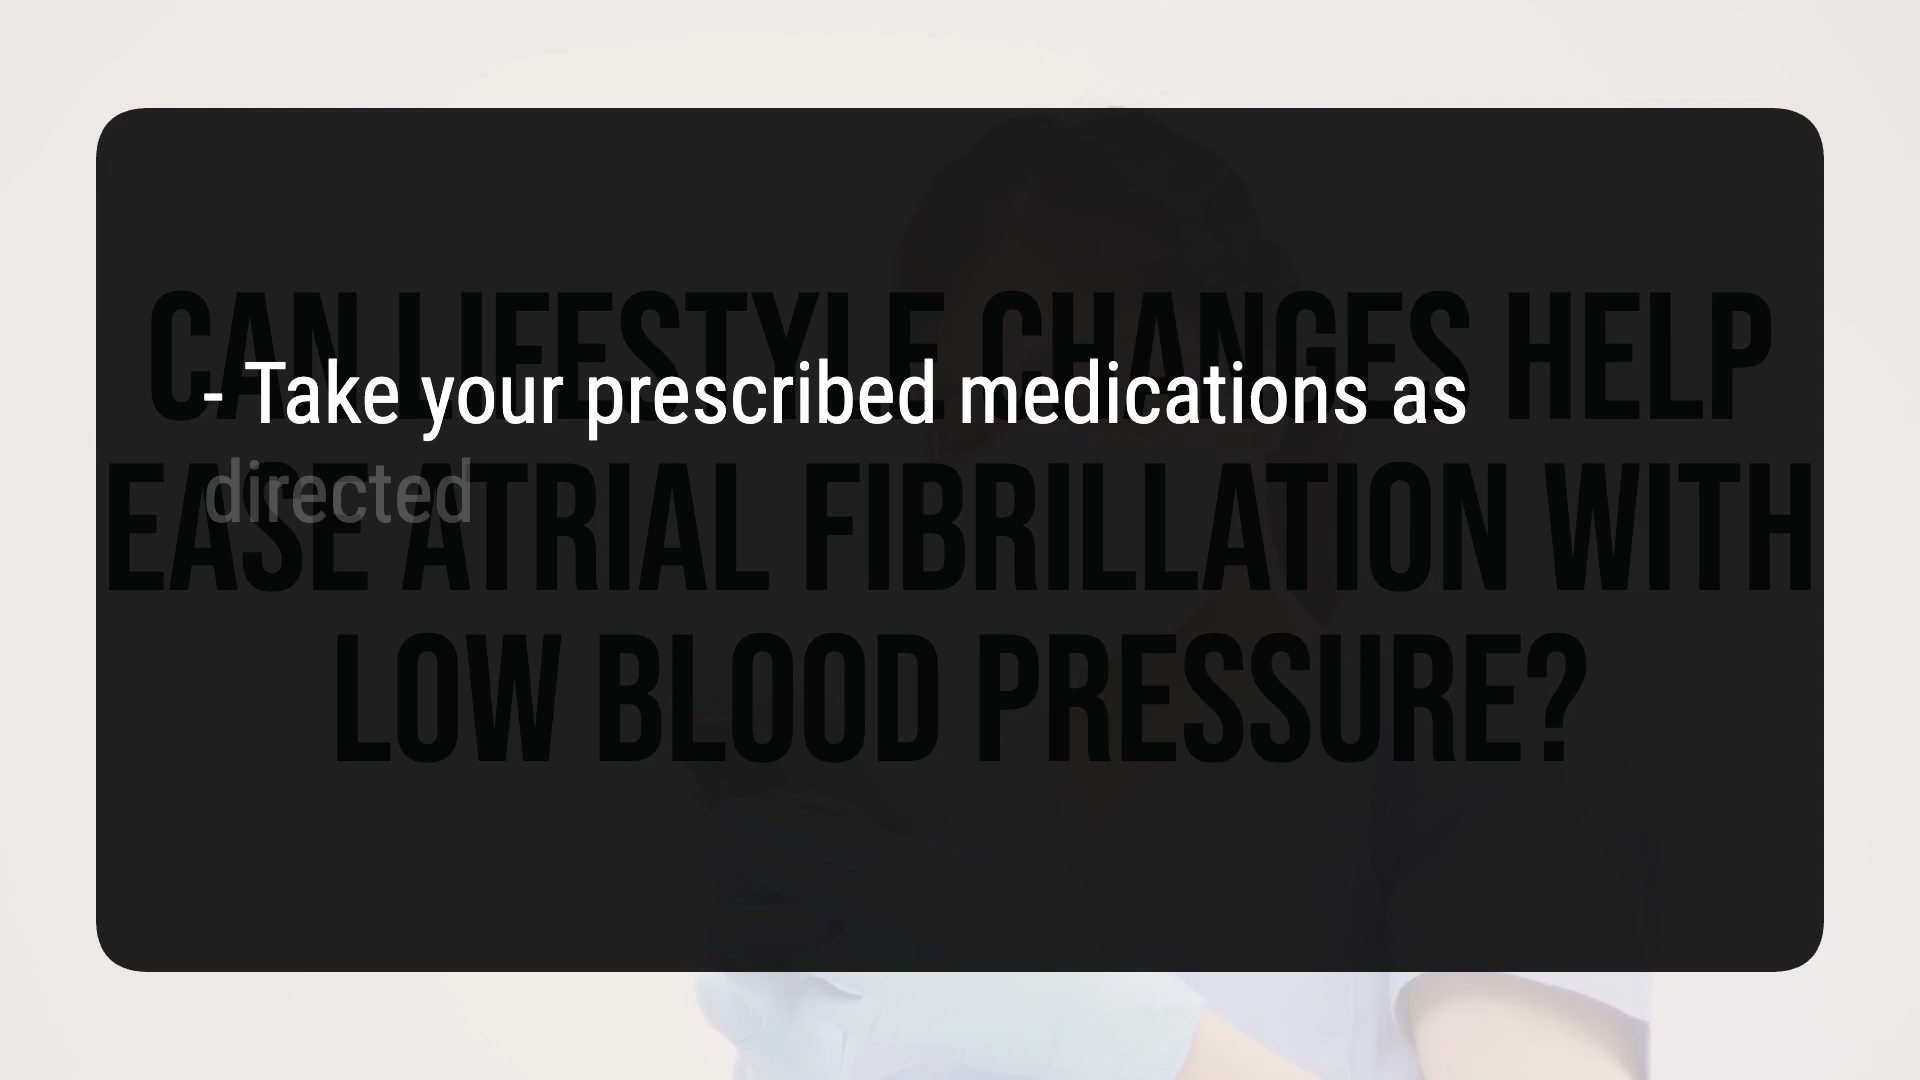 - Take your prescribed medications as
directed
CAN LIFESTYLE CHANGES HELP
EASE ATRIAL FIBRILLATION WITH
LOW BLOOD PRESSURE?